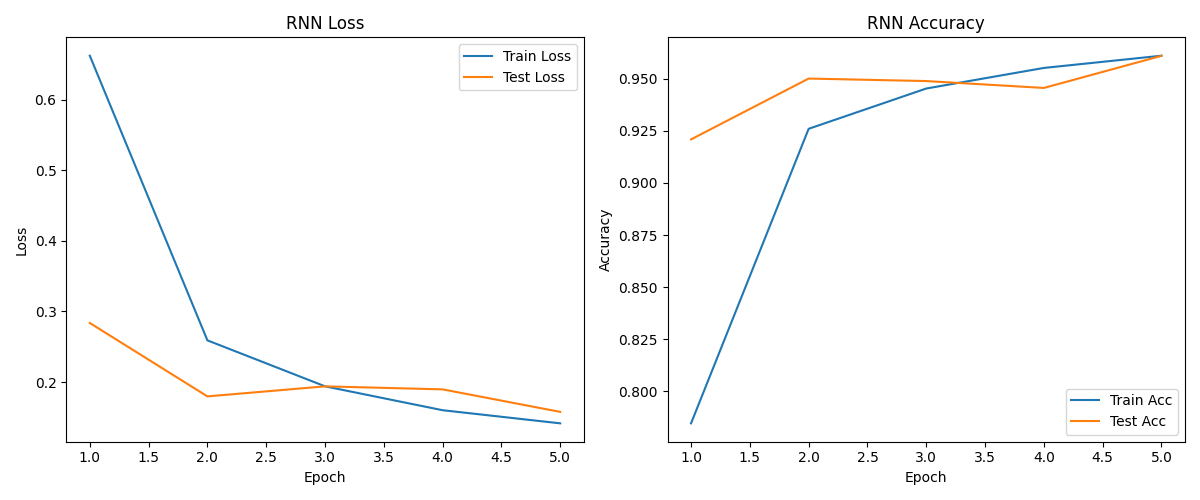 RNN Loss
Train Loss
Test Loss
0.6
0.5
0.4
0.3
0.2
Loss
1.0 1.5 2.0 2.5 3.0 3.5 4.0 4.5 5.0
Epoch
RNN Accuracy
0.950
0.925
0.900
0.875
0.850
0.825
0.800
Accuracy
Train Acc
Test Acc
1.0 1.5 2.0 2.5 3.0 3.5 4.0 4.5 5.0
Epoch